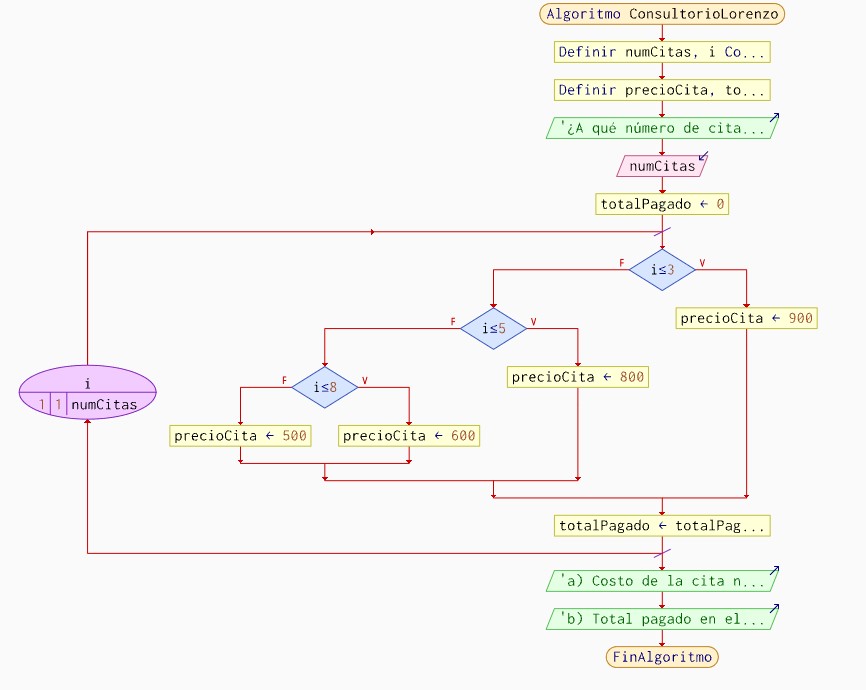 Algoritmo ConsultorioLorenzo
Definir numCitas, i Co...
Definir precioCita, to...
'¿A qué número de cita...
numCitas
totalPagado ← 0
i≤3
F
V
precioCita ← 900
i≤5
F
V
precioCita ← 800
i≤8
F
V
precioCita ← 500
precioCita ← 600
i
1 1 numCitas
totalPagado ← totalPag...
'a) Costo de la cita n...
'b) Total pagado en el...
FinAlgoritmo